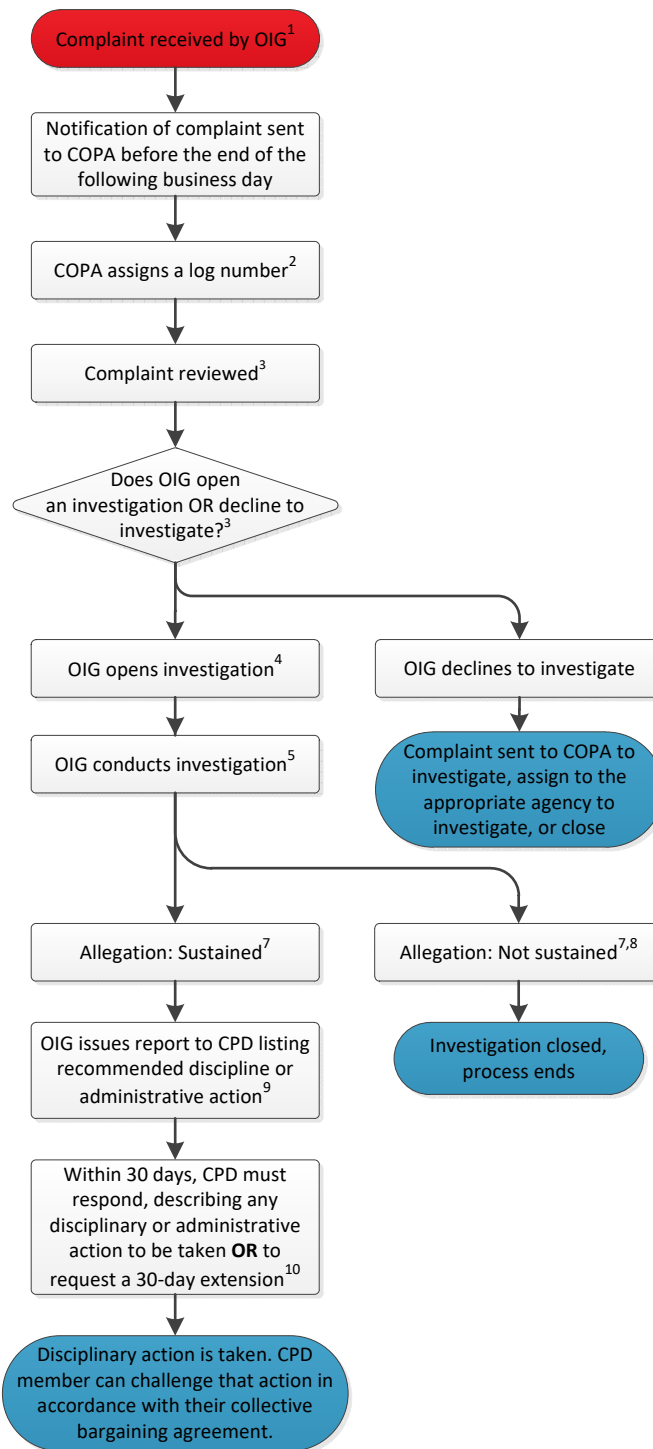 Complaint received by OIG1
Notification of complaint sent
to COPA before the end of the
following business day
COPA assigns a log number2
Complaint reviewed3
Does OIG open
an investigation OR decline to
investigate?3
OIG opens investigation4
OIG declines to investigate
OIG conducts investigation5
Complaint sent to COPA to
investigate, assign to the
appropriate agency to
investigate, or close
Allegation: Sustained7
Allegation: Not sustained7,8
OIG issues report to CPD listing
recommended discipline or
administrative action9
Investigation closed,
process ends
Within 30 days, CPD must
respond, describing any
disciplinary or administrative
action to be taken OR to
request a 30-day extension10
Disciplinary action is taken. CPD
member can challenge that action in
accordance with their collective
bargaining agreement.